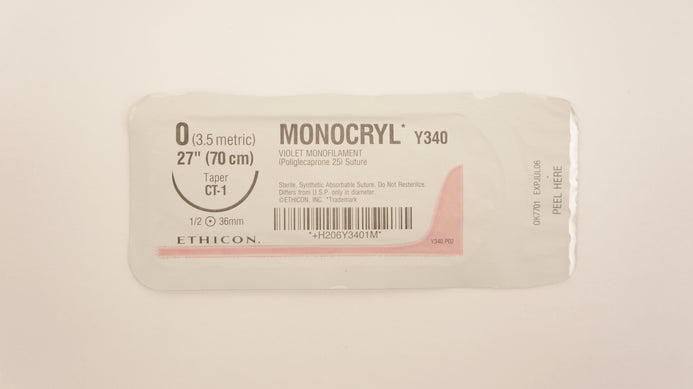 0 (3.5 metric)
27" (70 cm)
Taper
CT-1
1/2 36mm
ETHICON.
MONOCRYL* Y340
VIOLET MONOFILAMENT
(Poliglecaprone 25) Suture
Sterile, Synthetic Absorbable Suture. Do Not Resterilize.
Differs from U.S.P. only in diameter.
©ETHICON, INC. *Trademark
*+H206Y3401M*
Y340.P02
0K7701 EXPJUL06
PEEL HERE